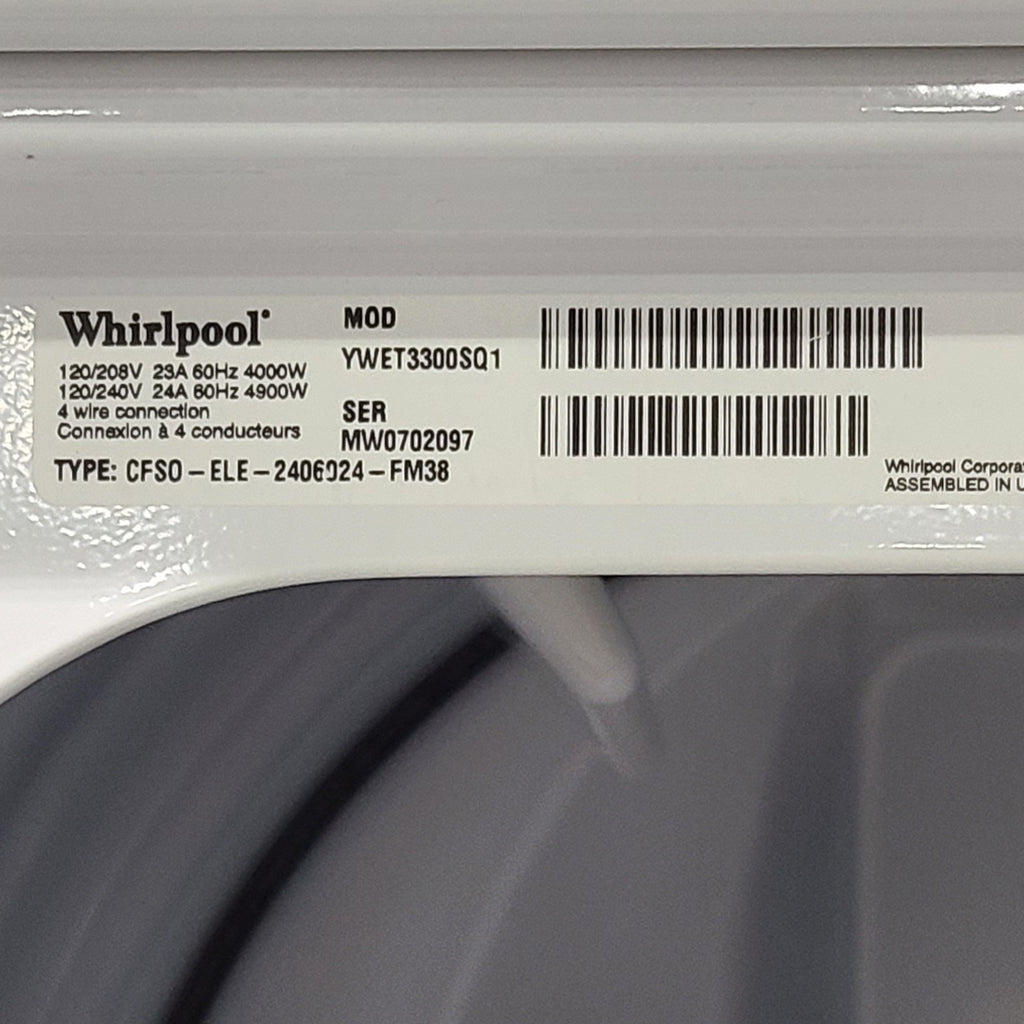 Whirlpool
120/208V 23A 60Hz 4000W
120/240V 24A 60Hz 4900W
4 wire connection
Connexion à 4 conducteurs
TYPE: CFSO-ELE-2406024-FM38
MOD
YWET3300SQ1
SER
MW0702097
Whirlpool Corpora
ASSEMBLED IN U